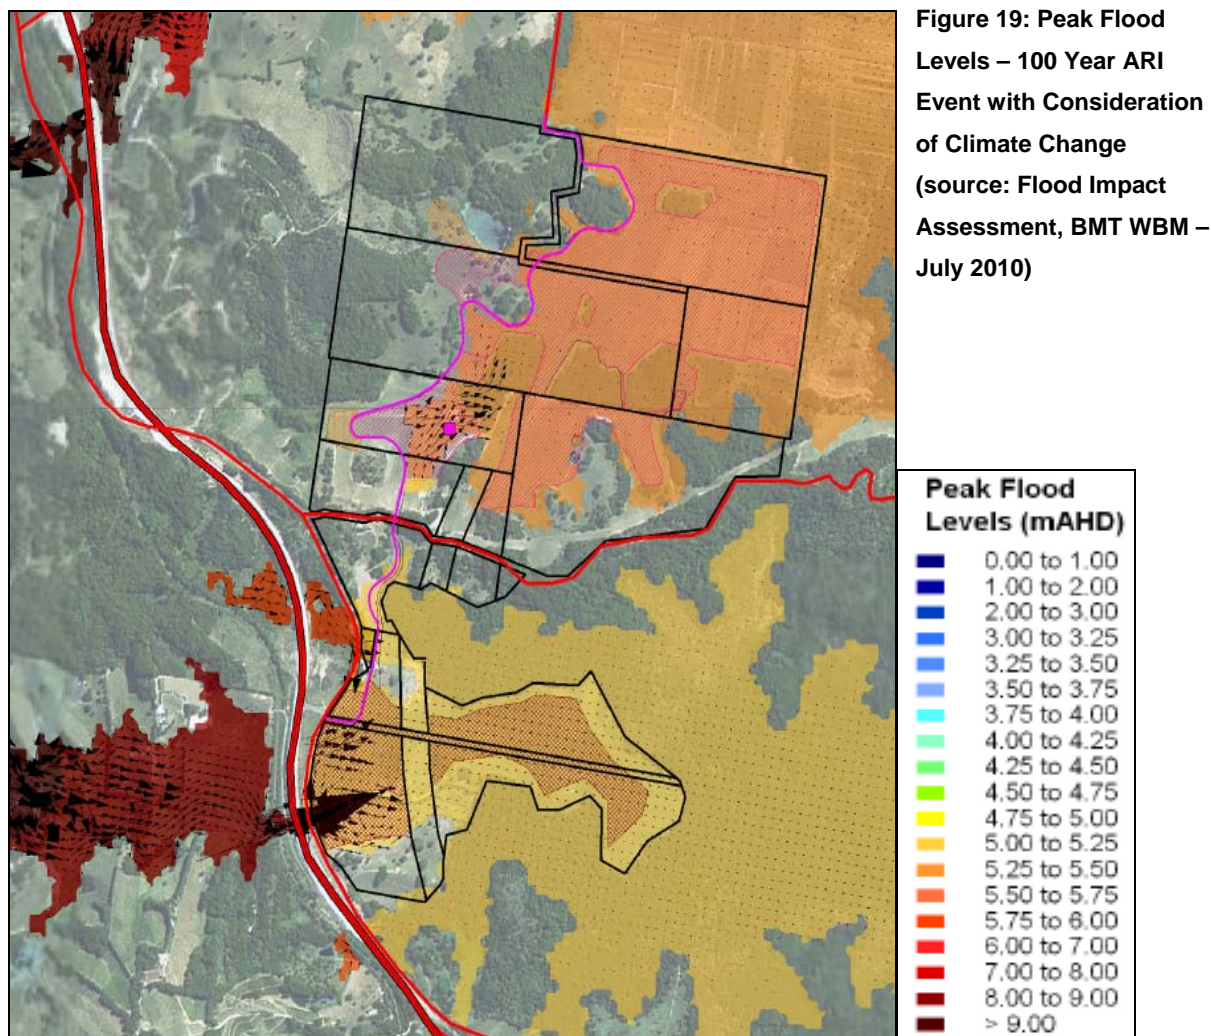 Figure 19: Peak Flood
Levels – 100 Year ARI
Event with Consideration
of Climate Change
(source: Flood Impact
Assessment, BMT WBM –
July 2010)
Peak Flood
Levels (mAHD)
0.00 to 1.00
1.00 to 2.00
2.00 to 3.00
3.00 to 3.25
3.25 to 3.50
3.50 to 3.75
3.75 to 4.00
4.00 to 4.25
4.25 to 4.50
4.50 to 4.75
4.75 to 5.00
5.00 to 5.25
5.25 to 5.50
5.50 to 5.75
5.75 to 6.00
6.00 to 7.00
7.00 to 8.00
8.00 to 9.00
> 9.00